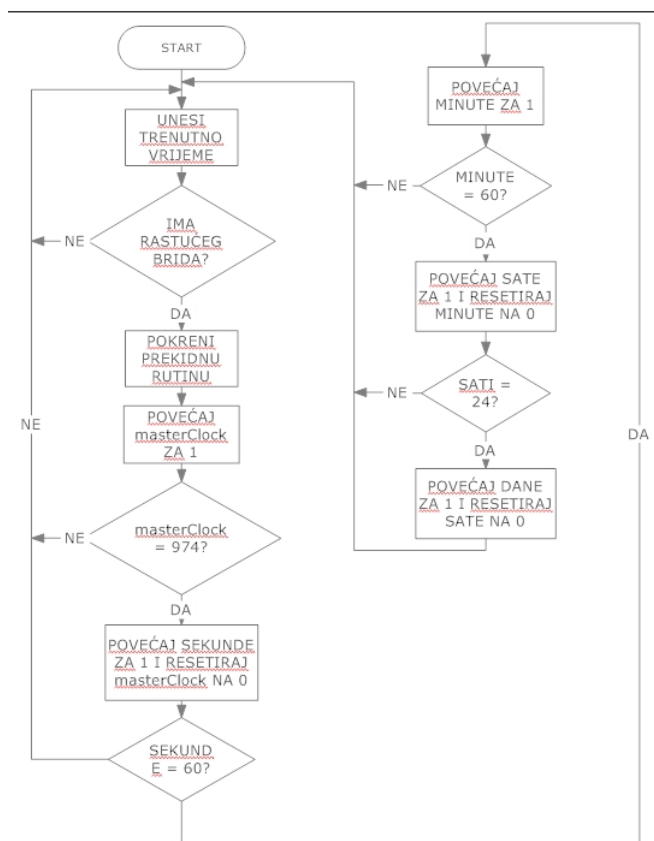 START
UNESI
TRENUTNO
VRIJEME
IMA
RASTUĆEG
BRIDA?
NE
DA
POKRENI
PREKIDNU
RUTINU
POVEĆAJ
masterClock
ZA 1
NE
masterClock
= 974?
NE
DA
POVEĆAJ SEKUNDE
ZA 1 I RESETIRAJ
masterClock NA 0
SEKUND
E = 60?
POVEĆAJ
MINUTE ZA 1
MINUTE
= 60?
NE
DA
POVEĆAJ SATE
ZA 1 I RESETIRAJ
MINUTE NA 0
SATI =
24?
NE
DA
DA
POVEĆAJ DANE
ZA 1 I RESETIRAJ
SATE NA 0